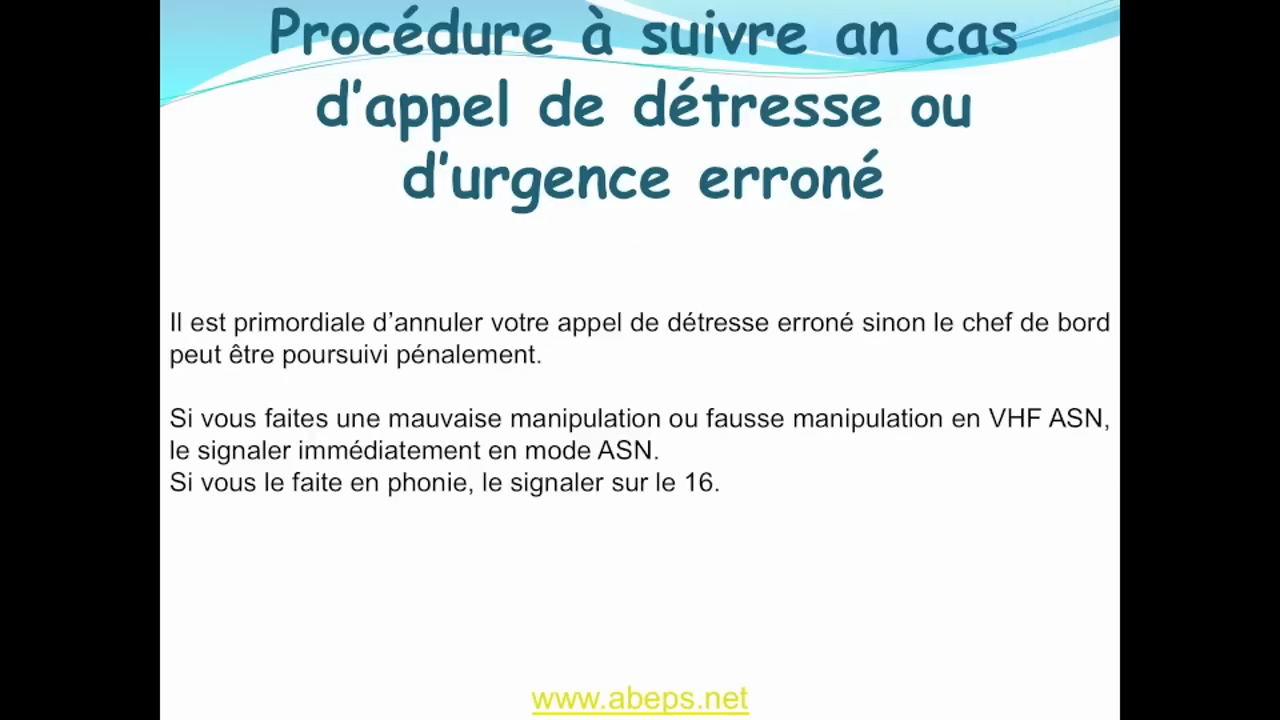 Procédure à suivre an cas
d'appel de détresse ou
d'urgence erroné
Il est primordiale d'annuler votre appel de détresse erroné sinon le chef de bord
peut être poursuivi pénalement.
Si vous faites une mauvaise manipulation ou fausse manipulation en VHF ASN,
le signaler immédiatement en mode ASN.
Si vous le faite en phonie, le signaler sur le 16.
www.abeps.net